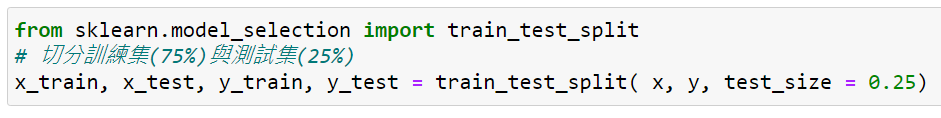 from sklearn.model_selection import train_test_split
# 切分訓練集(75%)與測試集(25%)
x_train, x_test, y_train, y_test = train_test_split( x, y, test_size = 0.25)